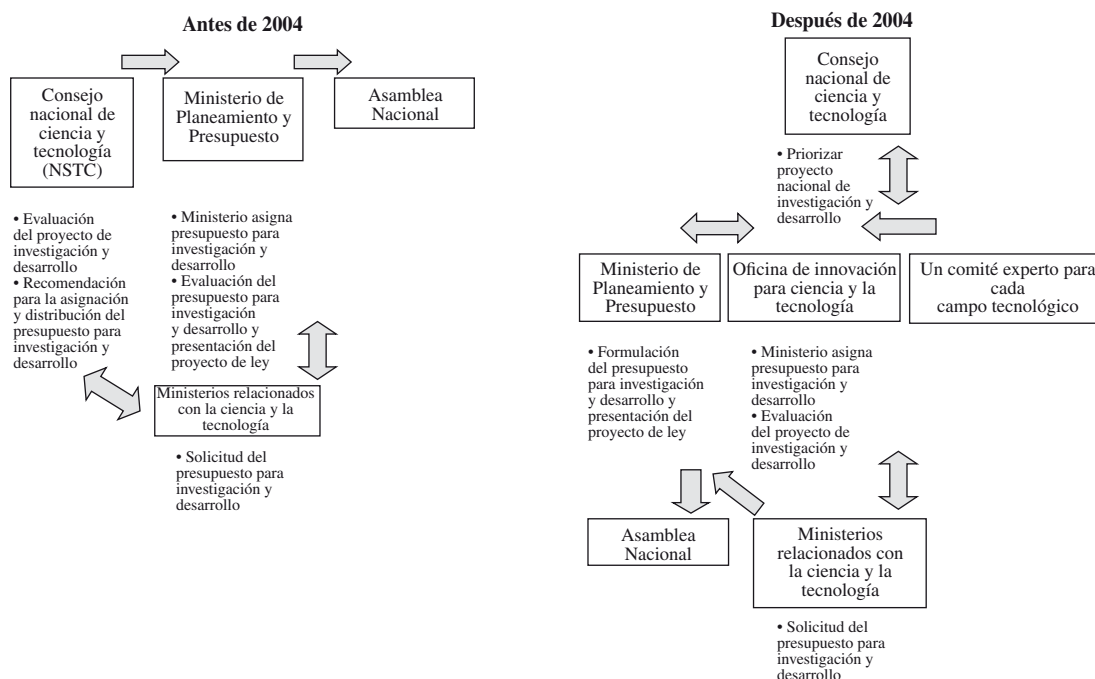 Antes de 2004
Consejo
nacional de
ciencia y
tecnología
(NSTC)
Ministerio de
Planeamiento y
Presupuesto
Asamblea
Nacional
• Evaluación
del proyecto de
investigación y
desarrollo
• Recomendación
para la asignación
y distribución del
presupuesto para
investigación y
desarrollo
• Ministerio asigna
presupuesto para
investigación y
desarrollo
• Evaluación del
presupuesto para
investigación
y desarrollo y
presentación del
proyecto de ley
Ministerios relacionados
con la ciencia y la
tecnología
• Solicitud del
presupuesto para
investigación y
desarrollo
Después de 2004
Consejo
nacional de
ciencia y
tecnología
• Priorizar
proyecto
nacional de
investigación y
desarrollo
Ministerio de
Planeamiento y
Presupuesto
Oficina de innovación
para ciencia y la
tecnología
Un comité experto para
cada
campo tecnológico
• Formulación
del presupuesto
para investigación
y desarrollo y
presentación del
proyecto de ley
• Ministerio asigna
presupuesto para
investigación y
desarrollo
• Evaluación
del proyecto de
investigación y
desarrollo
Asamblea
Nacional
Ministerios
relacionados con
la ciencia y la
tecnología
• Solicitud del
presupuesto para
investigación y
desarrollo